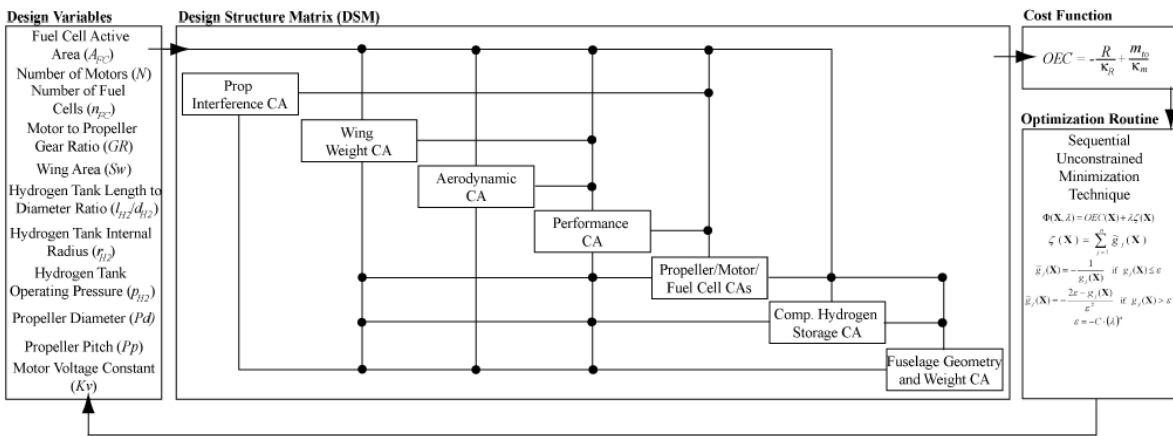 Design Variables
Fuel Cell Active
Area (A_FC)
Number of Motors (N)
Number of Fuel
Cells (n_FC)
Motor to Propeller
Gear Ratio (GR)
Wing Area (Sw)
Hydrogen Tank Length to
Diameter Ratio (l_H2/d_H2)
Hydrogen Tank Internal
Radius (r_H2)
Hydrogen Tank
Operating Pressure (p_H2)
Propeller Diameter (Pd)
Propeller Pitch (Pp)
Motor Voltage Constant
(Kv)
Design Structure Matrix (DSM)
Prop
Interference CA
Wing
Weight CA
Aerodynamic
CA
Performance
CA
Propeller/Motor/
Fuel Cell CAs
Comp. Hydrogen
Storage CA
Fuselage Geometry
and Weight CA
Cost Function
OEC = -R/κ_R + m_to/κ_m
Optimization Routine
Sequential
Unconstrained
Minimization
Technique
Φ(X, λ) = OEC(X) + λζ(X)
ζ(X) = Σ g̃_j(X)
g̃_j(X) = -1/g_j(X) if g_j(X) ≤ ε
g̃_j(X) = -(2ε - g_j(X))/ε² if g_j(X) > ε
ε = -C·(λ)^